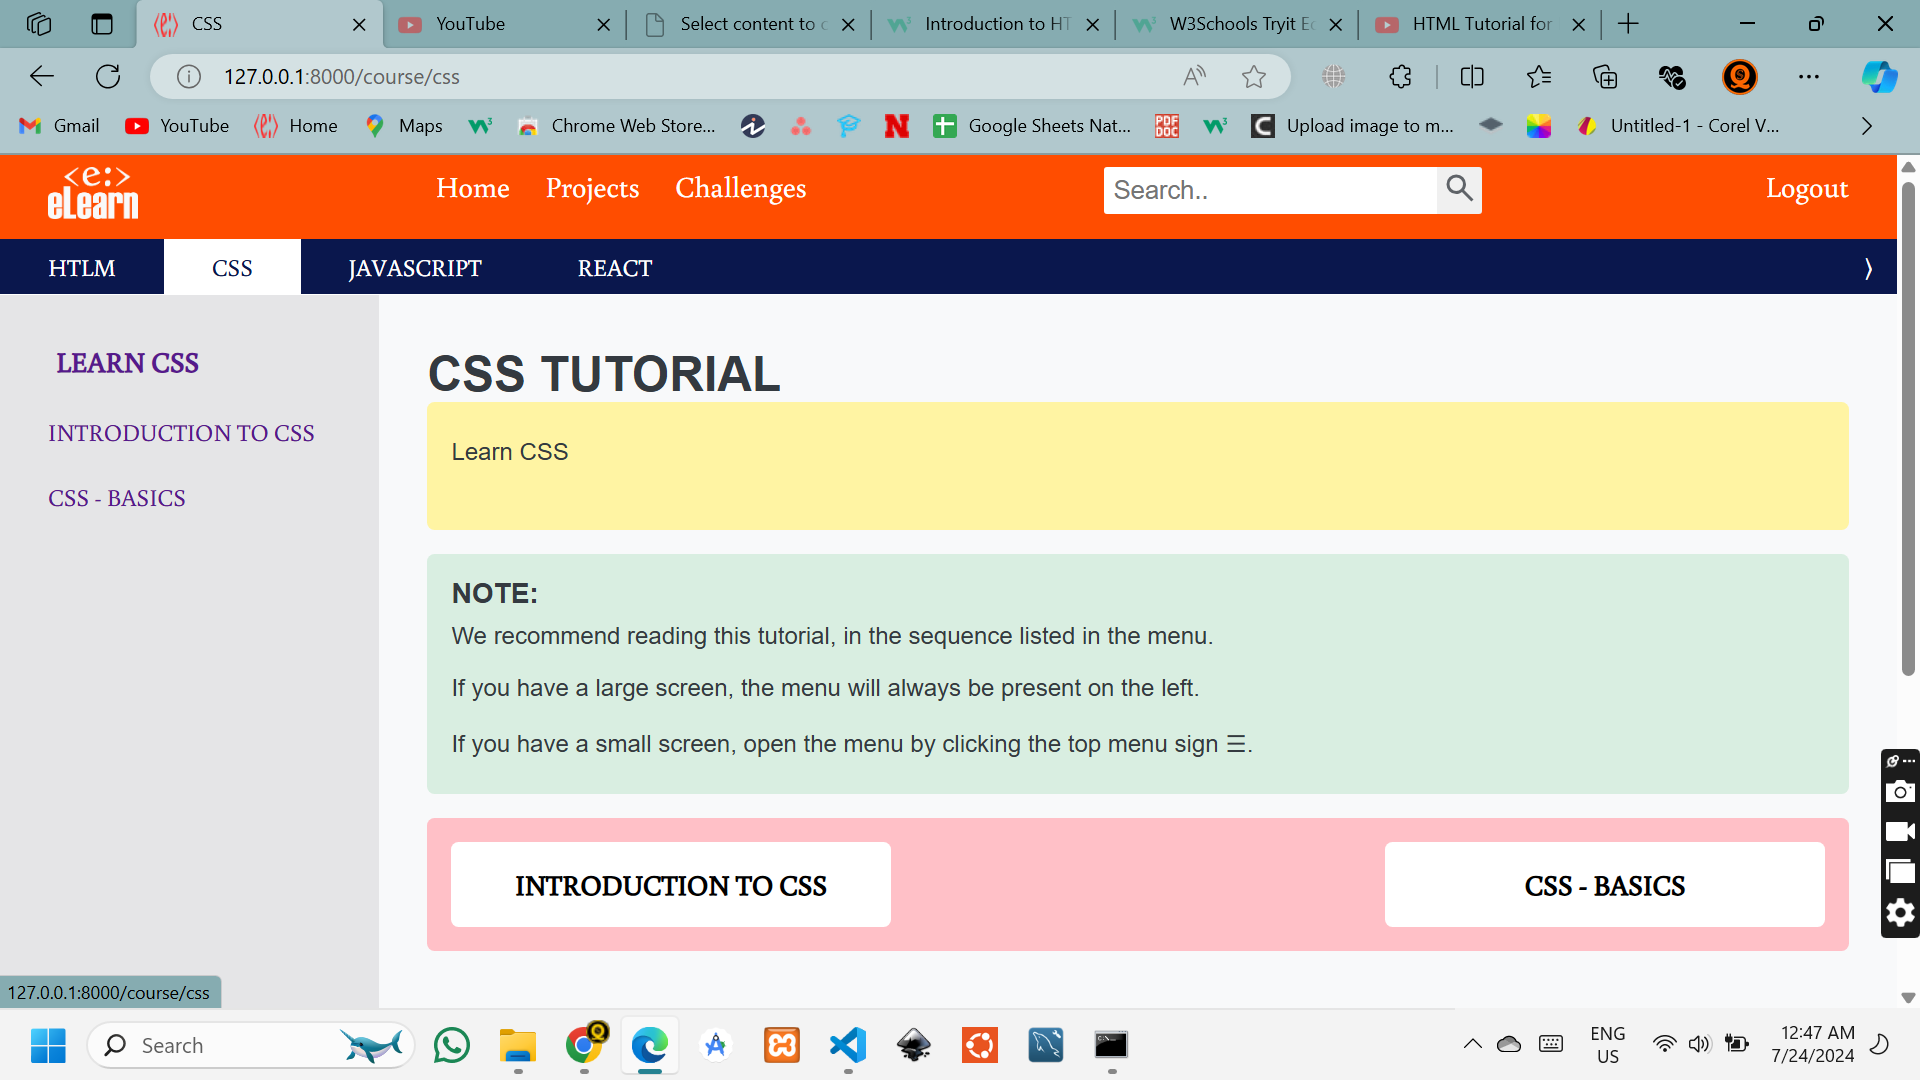 CSS
YouTube
Select content to c
Introduction to HT
W3Schools Tryit Ec
HTML Tutorial for
127.0.0.1:8000/course/css
Gmail
YouTube
Home
Maps
Chrome Web Store...
Google Sheets Nat...
PDF
DOC
Upload image to m...
Untitled-1 - Corel V...
<e:>
eLearn
Home
Projects
Challenges
Search..
Logout
HTLM
CSS
JAVASCRIPT
REACT
LEARN CSS
INTRODUCTION TO CSS
CSS - BASICS
CSS TUTORIAL
Learn CSS
NOTE:
We recommend reading this tutorial, in the sequence listed in the menu.
If you have a large screen, the menu will always be present on the left.
If you have a small screen, open the menu by clicking the top menu sign ☰.
INTRODUCTION TO CSS
CSS - BASICS
127.0.0.1:8000/course/css
Search
ENG
US
12:47 AM
7/24/2024